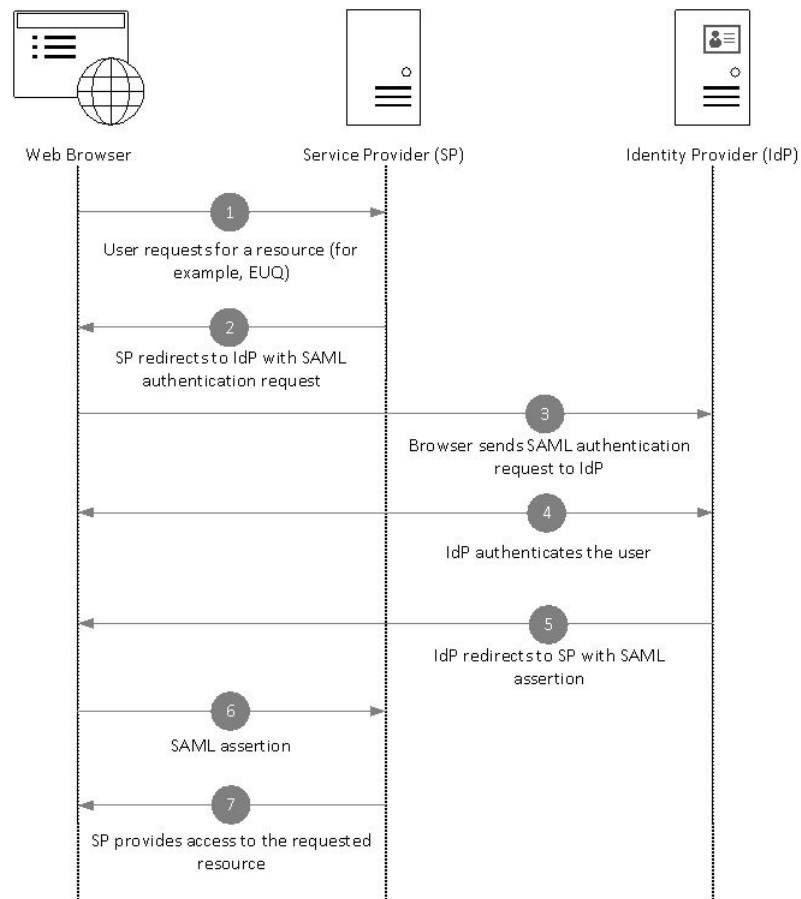 Web Browser
Service Provider (SP)
Identity Provider (IdP)
1
User requests for a resource (for
example, EUQ)
2
SP redirects to IdP with SAML
authentication request
3
Browser sends SAML authentication
request to IdP
4
IdP authenticates the user
5
IdP redirects to SP with SAML
assertion
6
SAML assertion
7
SP provides access to the requested
resource